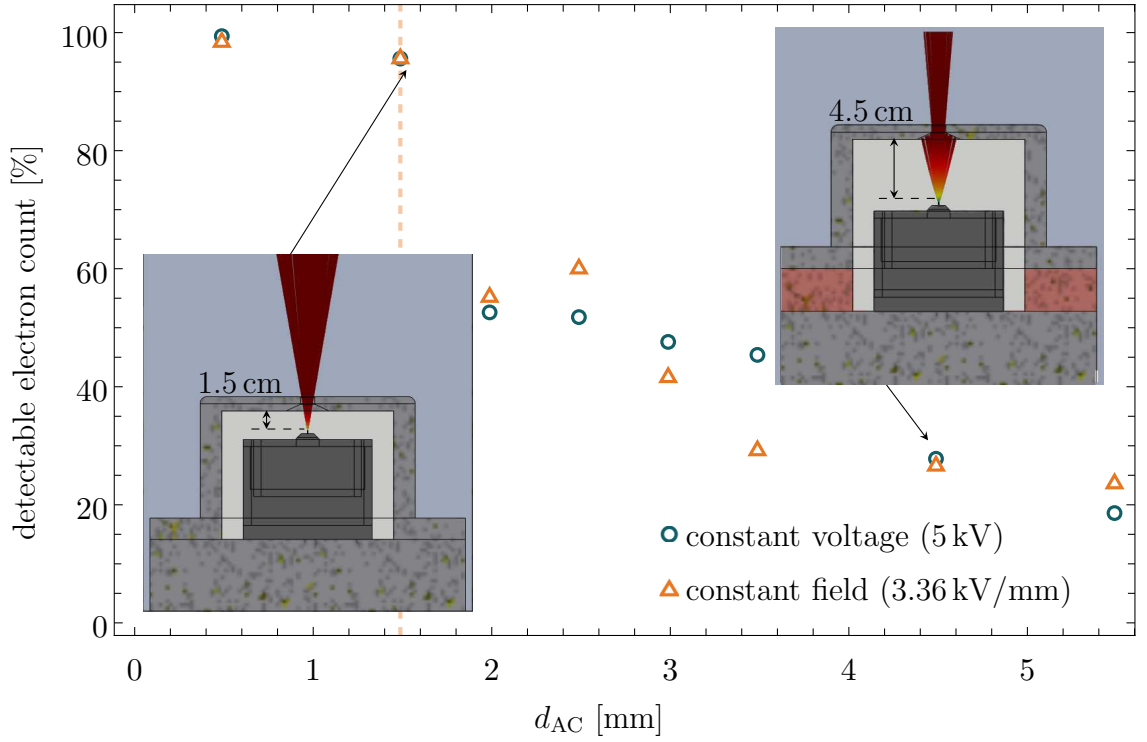 detectable electron count [%]
100
80
60
40
20
0
4.5 cm
1.5 cm
constant voltage (5 kV)
constant field (3.36 kV/mm)
0 1 2 3 4 5
d_AC [mm]